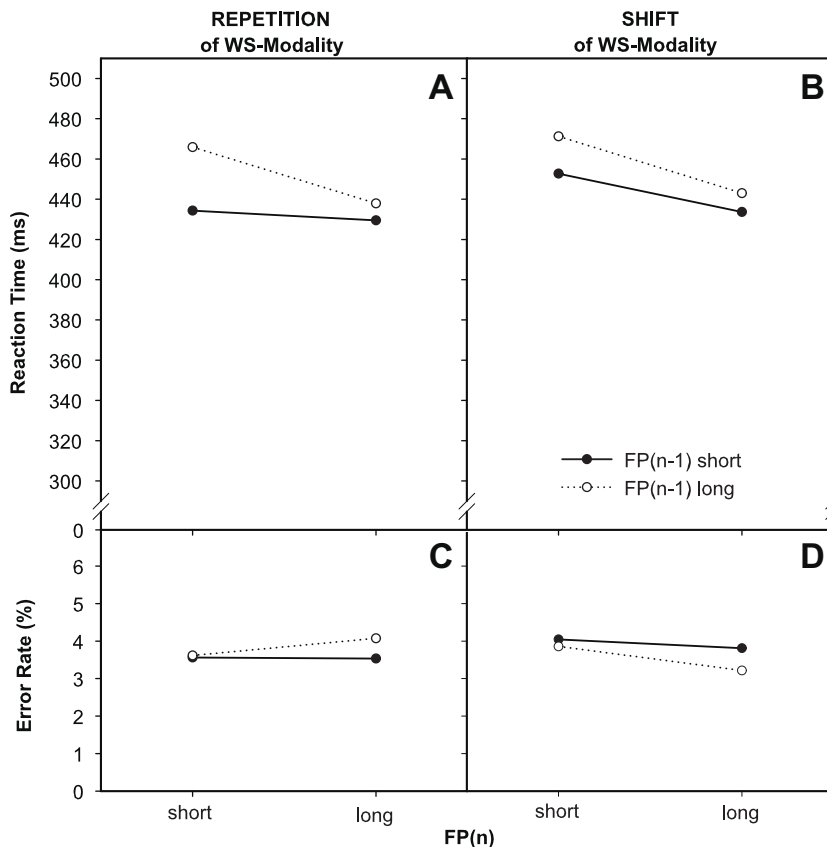 REPETITION
of WS-Modality
SHIFT
of WS-Modality
A
B
500
480
460
440
420
400
380
360
340
320
300
0
Reaction Time (ms)
FP(n-1) short
FP(n-1) long
C
D
6
5
4
3
2
1
0
Error Rate (%)
short
long
short
long
FP(n)